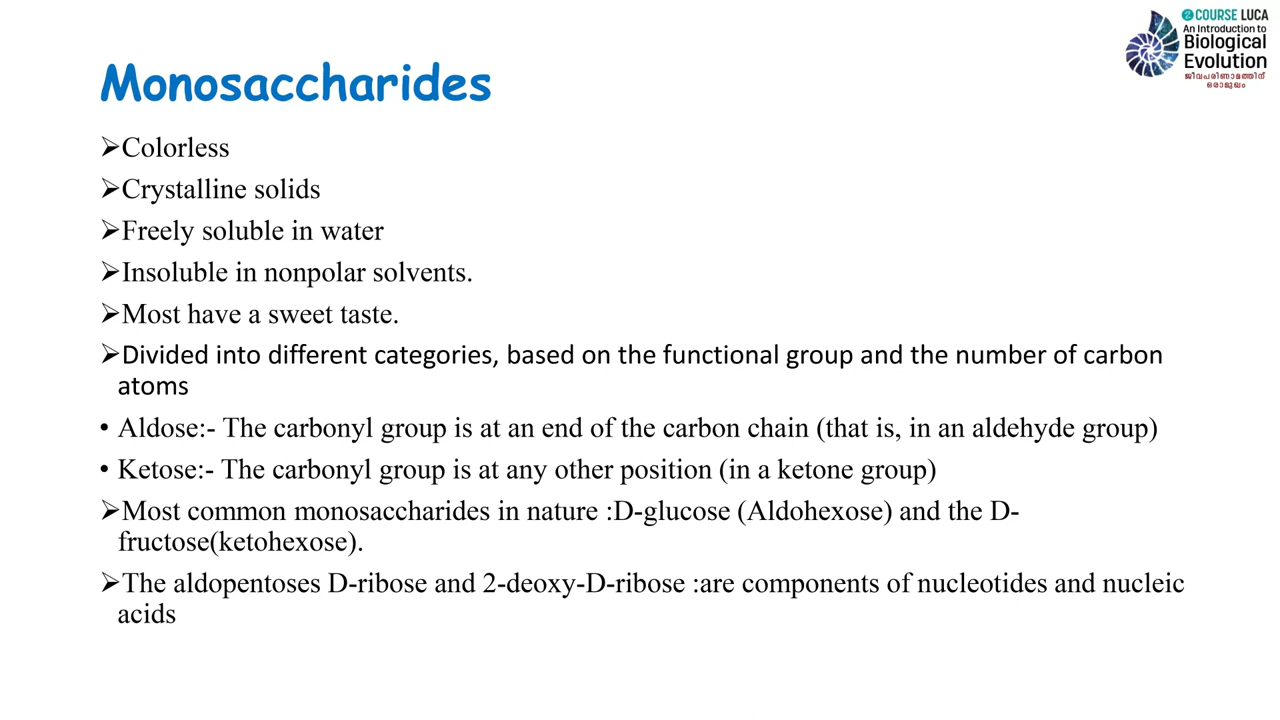 COURSE LUCA
An Introduction to
Biological
Evolution
ജീവപരിണാമത്തിന്
ഒരാമുഖം
Monosaccharides
➢Colorless
➢Crystalline solids
➢Freely soluble in water
➢Insoluble in nonpolar solvents.
➢Most have a sweet taste.
➢Divided into different categories, based on the functional group and the number of carbon
atoms
• Aldose:- The carbonyl group is at an end of the carbon chain (that is, in an aldehyde group)
• Ketose:- The carbonyl group is at any other position (in a ketone group)
➢Most common monosaccharides in nature :D-glucose (Aldohexose) and the D-
fructose(ketohexose).
➢The aldopentoses D-ribose and 2-deoxy-D-ribose :are components of nucleotides and nucleic
acids